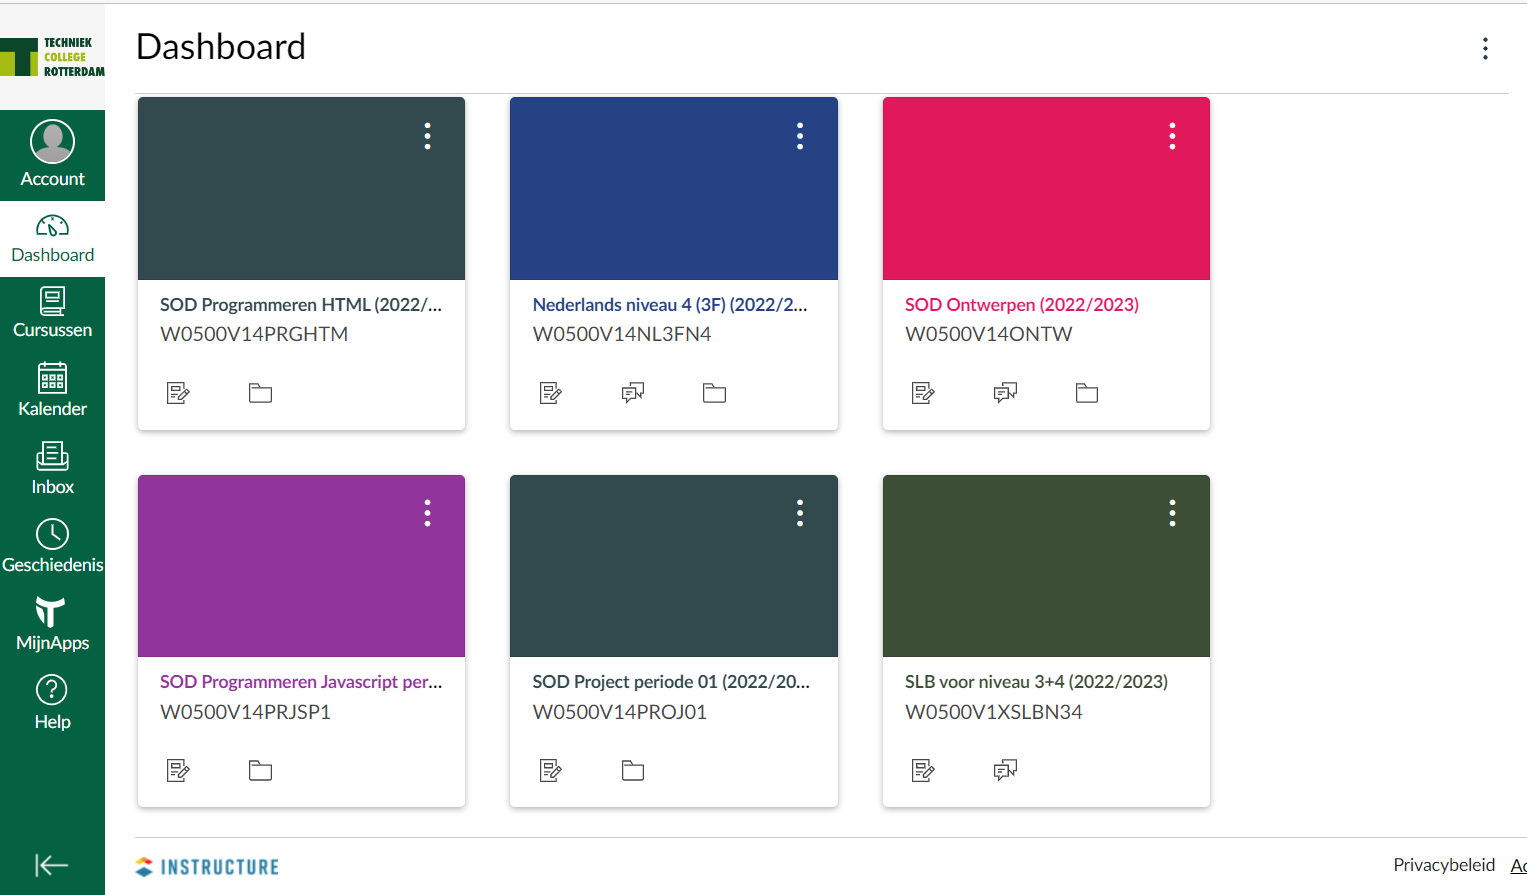 TECHNIEK
COLLEGE
ROTTERDAM
Account
Dashboard
Cursussen
Kalender
Inbox
Geschiedenis
MijnApps
Help
Dashboard
SOD Programmeren HTML (2022/...
W0500V14PRGHTM
Nederlands niveau 4 (3F) (2022/2...
W0500V14NL3FN4
SOD Ontwerpen (2022/2023)
W0500V14ONTW
SOD Programmeren Javascript per...
W0500V14PRJSP1
SOD Project periode 01 (2022/20...
W0500V14PROJ01
SLB voor niveau 3+4 (2022/2023)
W0500V1XSLBN34
INSTRUCTURE
Privacybeleid